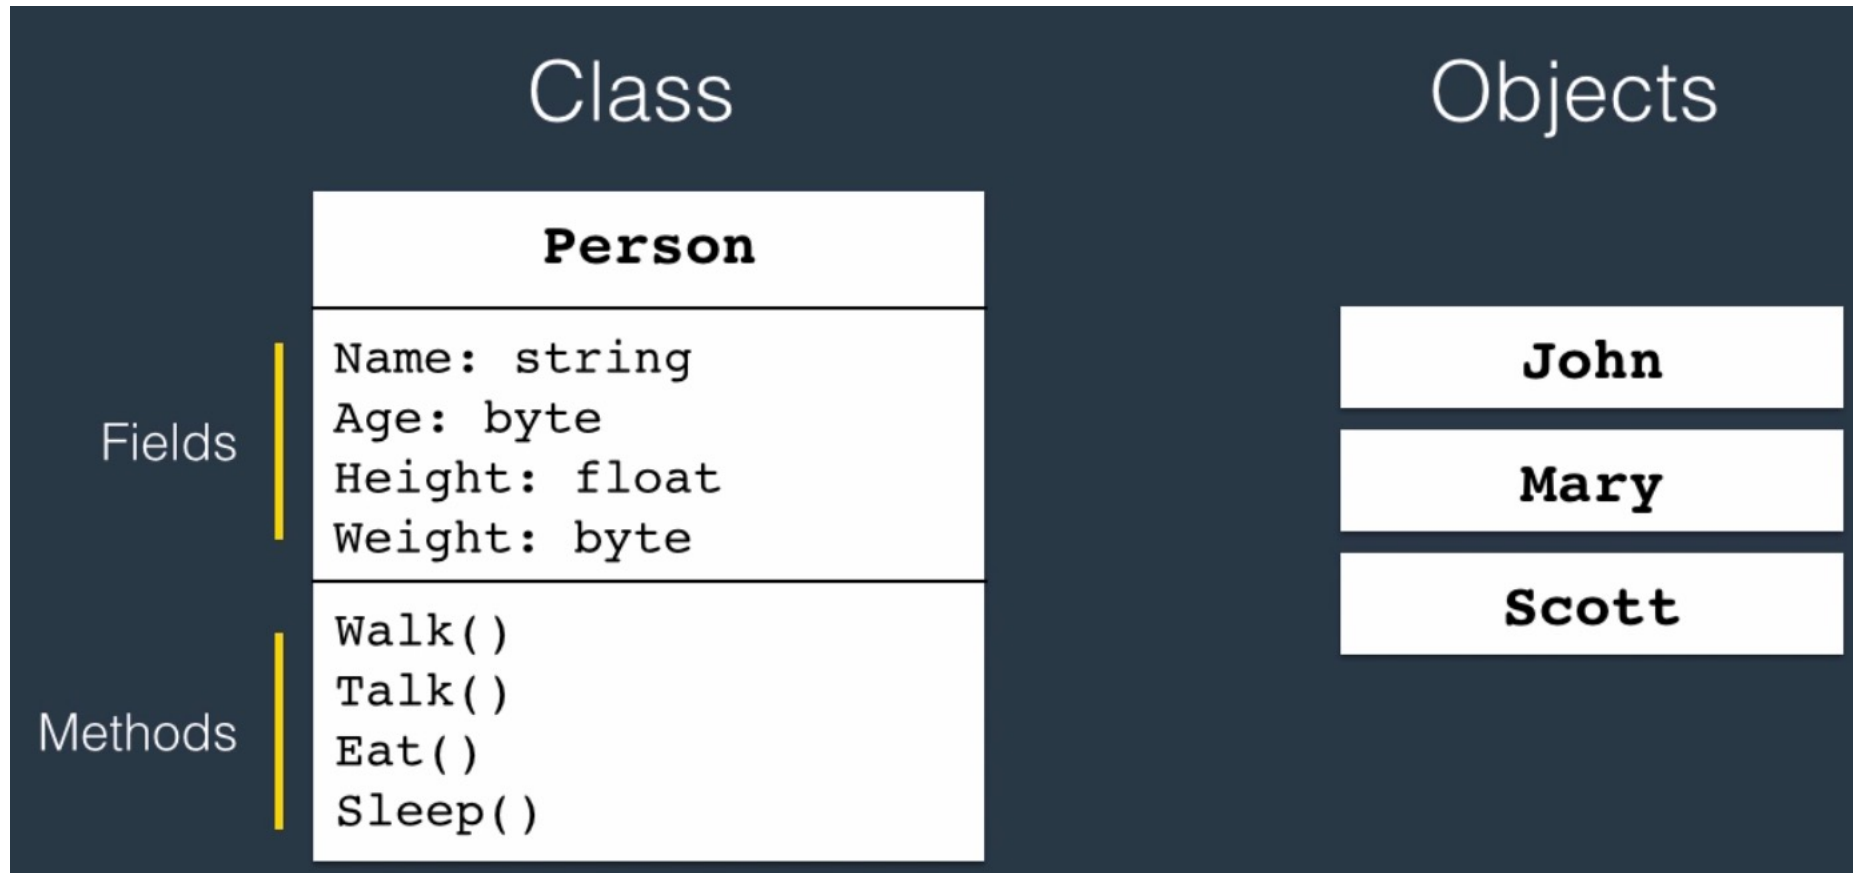 Class
Objects
Person
Fields
Name: string
Age: byte
Height: float
Weight: byte
Methods
Walk()
Talk()
Eat()
Sleep()
John
Mary
Scott